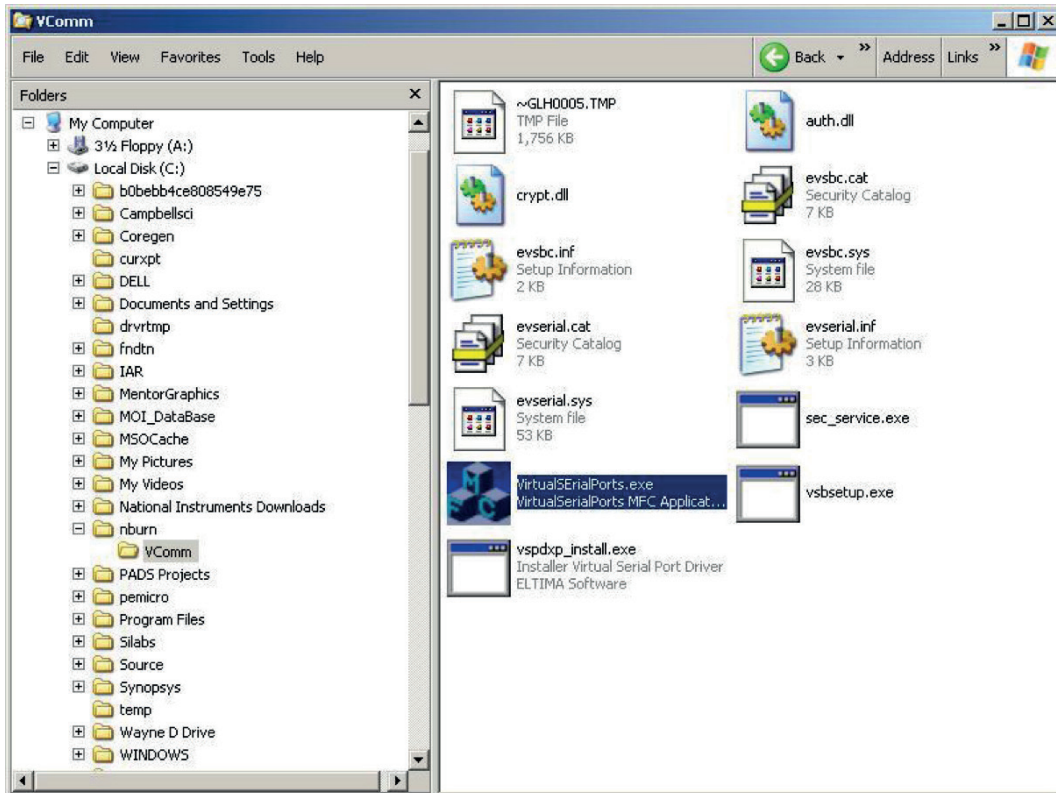 VComm
File Edit View Favorites Tools Help
Back » Address Links »
Folders
My Computer
3½ Floppy (A:)
Local Disk (C:)
b0bebb4ce808549e75
Campbellsci
Coregen
curxpt
DELL
Documents and Settings
drvrtmp
fndtn
IAR
MentorGraphics
MOI_DataBase
MSOCache
My Pictures
My Videos
National Instruments Downloads
nburn
VComm
PADS Projects
pemicro
Program Files
Silabs
Source
Synopsys
temp
Wayne D Drive
WINDOWS
~GLH0005.TMP
TMP File
1,756 KB
auth.dll
crypt.dll
evsbc.cat
Security Catalog
7 KB
evsbc.inf
Setup Information
2 KB
evsbc.sys
System file
28 KB
evserial.cat
Security Catalog
7 KB
evserial.inf
Setup Information
3 KB
evserial.sys
System file
53 KB
sec_service.exe
MFC
VirtualSErialPorts.exe
VirtualSerialPorts MFC Applicat...
vsbsetup.exe
vspdxp_install.exe
Installer Virtual Serial Port Driver
ELTIMA Software